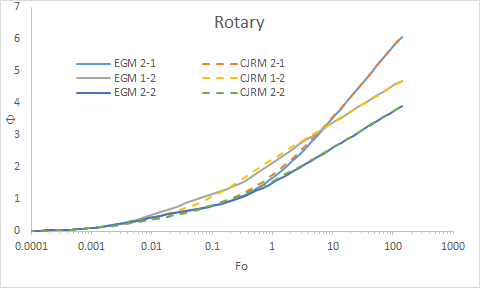 Rotary
7
6
5
4
3
2
1
0
Φ
EGM 2-1
CJRM 2-1
EGM 1-2
CJRM 1-2
EGM 2-2
CJRM 2-2
0.0001 0.001 0.01 0.1 1 10 100 1000
Fo